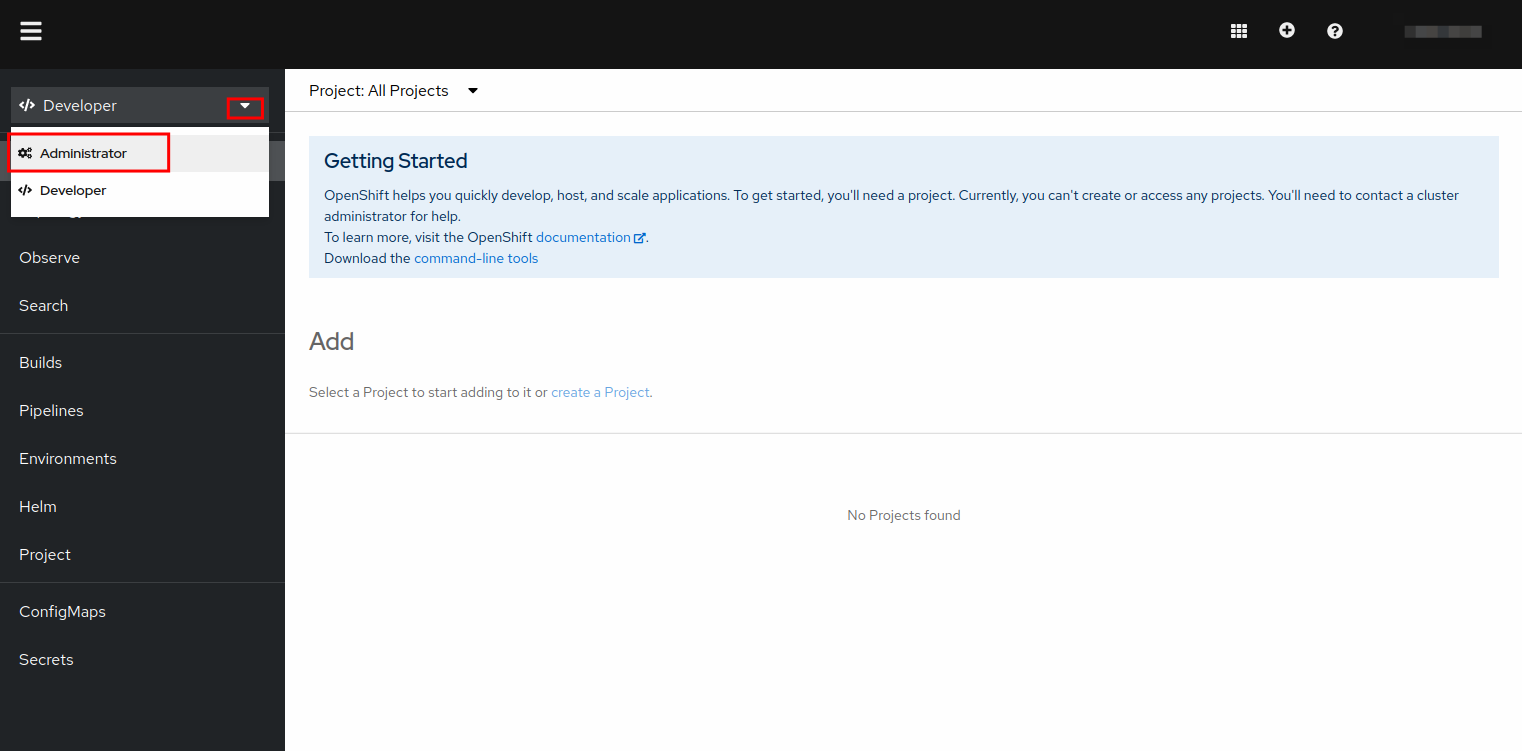 Developer
Administrator
Developer
Observe
Search
Builds
Pipelines
Environments
Helm
Project
ConfigMaps
Secrets
Project: All Projects
Getting Started
OpenShift helps you quickly develop, host, and scale applications. To get started, you'll need a project. Currently, you can't create or access any projects. You'll need to contact a cluster
administrator for help.
To learn more, visit the OpenShift documentation.
Download the command-line tools
Add
Select a Project to start adding to it or create a Project.
No Projects found